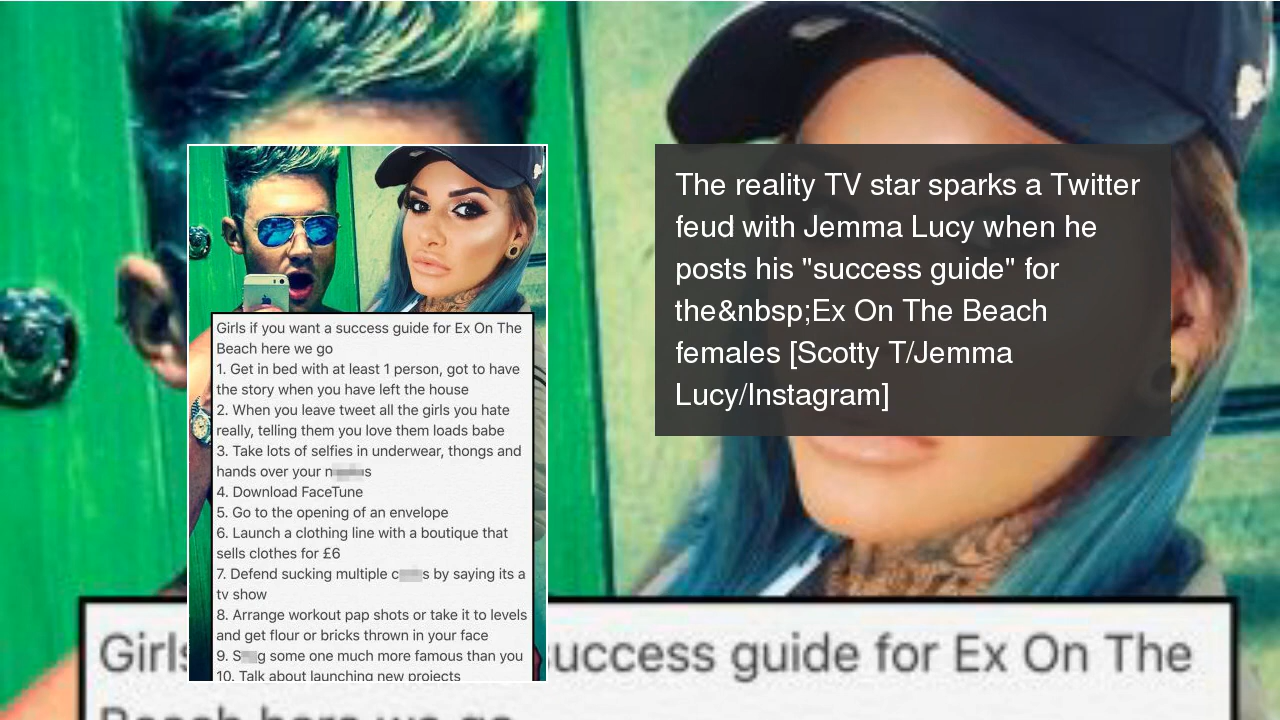 The reality TV star sparks a Twitter
feud with Jemma Lucy when he
posts his "success guide" for
the&nbsp;Ex On The Beach
females [Scotty T/Jemma
Lucy/Instagram]
Girls if you want a success guide for Ex On The
Beach here we go
1. Get in bed with at least 1 person, got to have
the story when you have left the house
2. When you leave tweet all the girls you hate
really, telling them you love them loads babe
3. Take lots of selfies in underwear, thongs and
hands over your
4. Download FaceTune
5. Go to the opening of an envelope
6. Launch a clothing line with a boutique that
sells clothes for £6
7. Defend sucking multiple by saying its a
tv show
8. Arrange workout pap shots or take it to levels
and get flour or bricks thrown in your face
9. some one much more famous than you
10. Talk about launching new projects
success guide for Ex On The